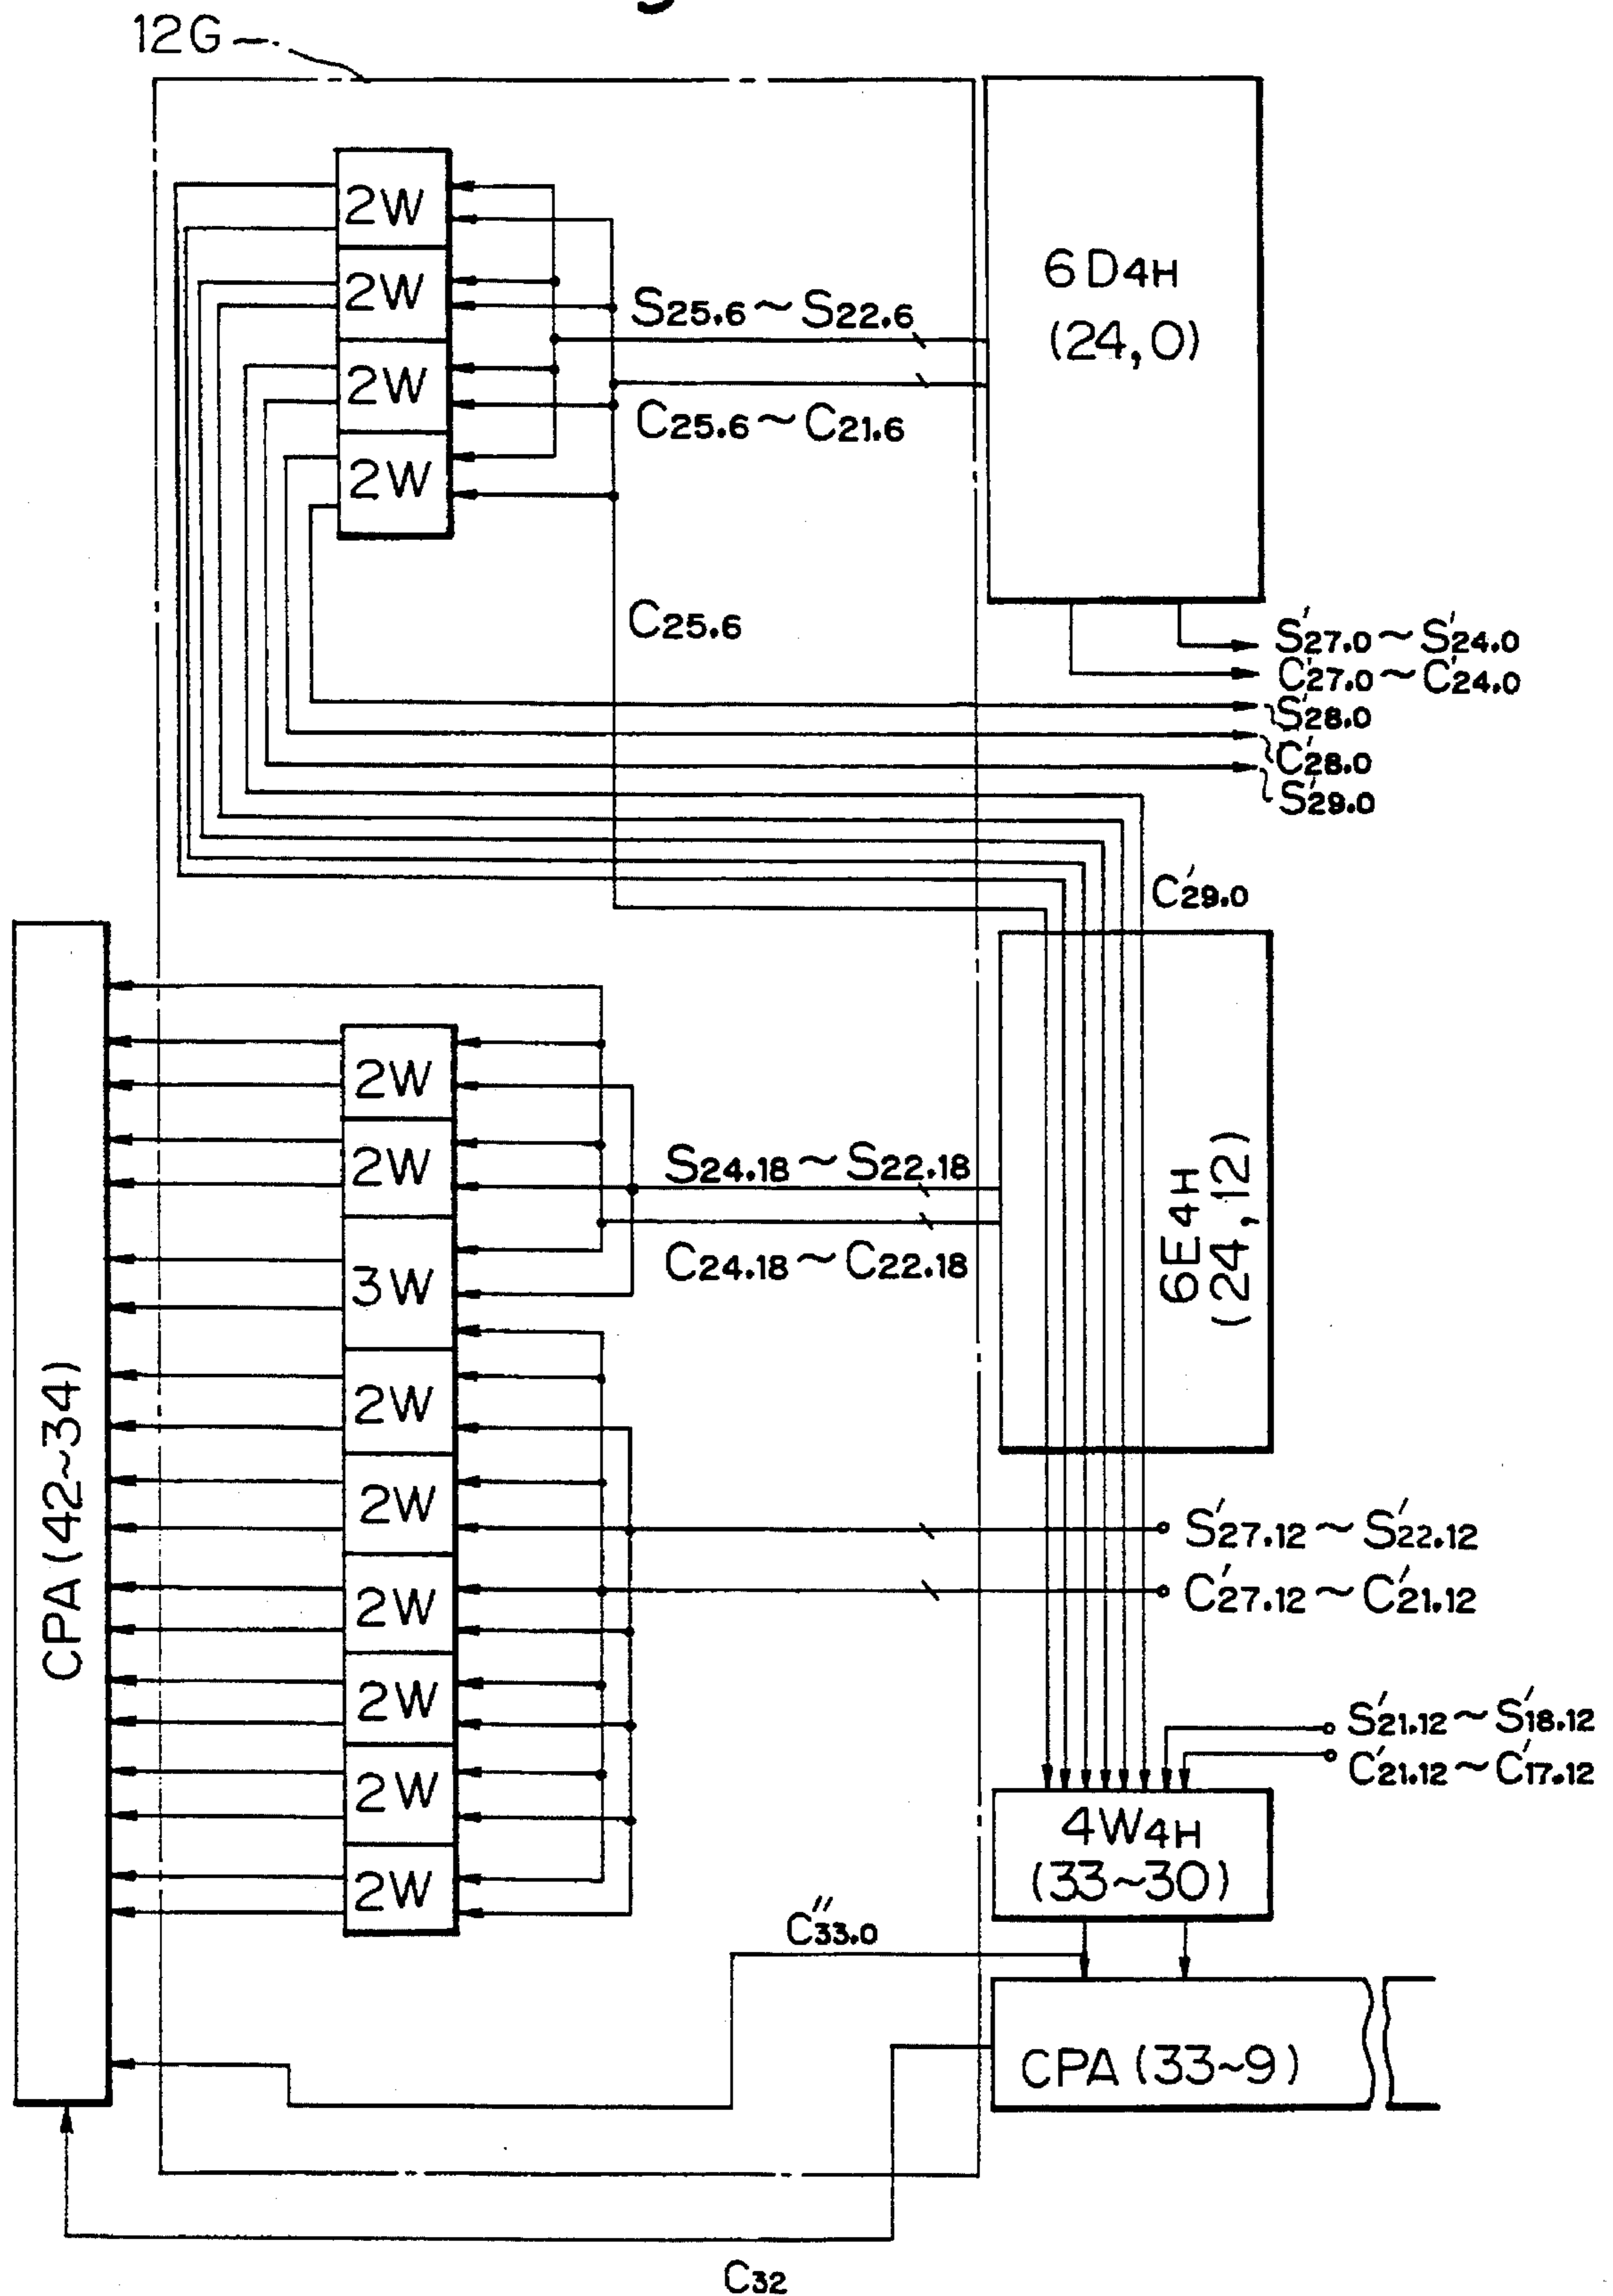 12G
2W
2W
2W
2W
6D4H
(24,0)
S25.6~S22.6
C25.6~C21.6
C25.6
S'27.0~S'24.0
C'27.0~C'24.0
S'28.0
C'28.0
S'29.0
C'29.0
CPA(42~34)
2W
2W
3W
2W
2W
2W
2W
2W
2W
S24.18~S22.18
C24.18~C22.18
6E4H
(24,12)
S'27.12~S'22.12
C'27.12~C'21.12
S'21.12~S'18.12
C'21.12~C'17.12
4W4H
(33~30)
C''33.0
CPA(33~9)
C32